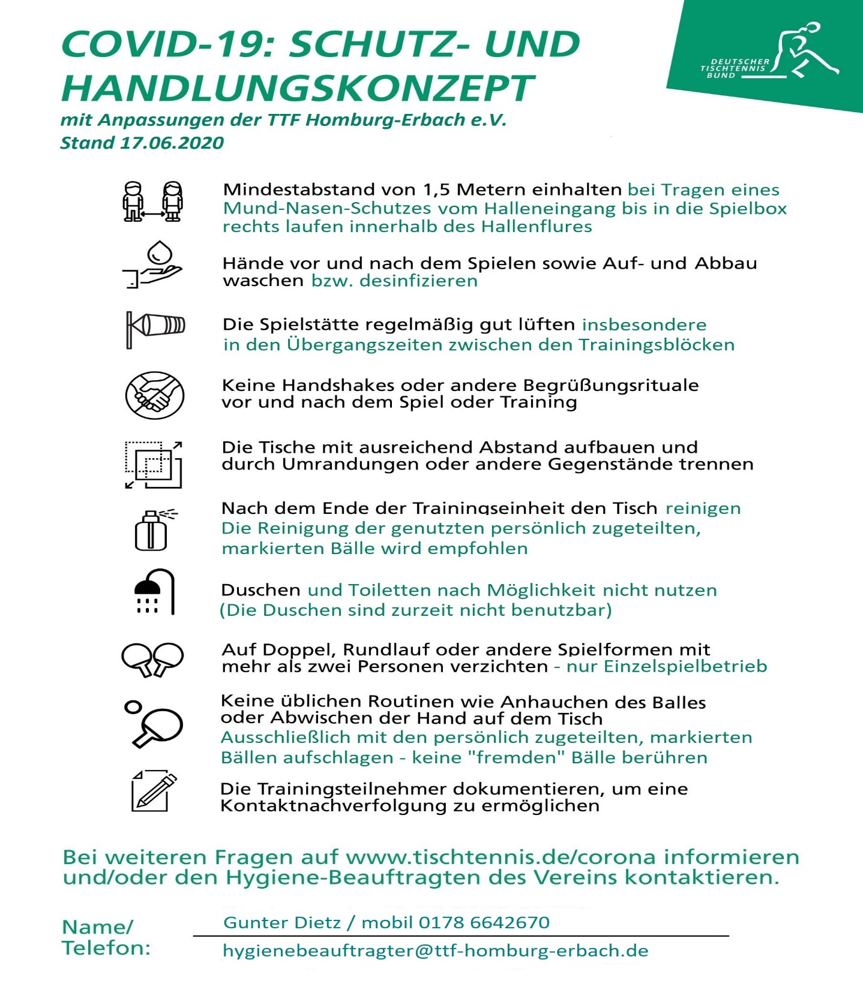 COVID-19: SCHUTZ- UND
HANDLUNGSKONZEPT
mit Anpassungen der TTF Homburg-Erbach e.V.
Stand 17.06.2020
DEUTSCHER
TISCHTENNIS
BUND
Mindestabstand von 1,5 Metern einhalten bei Tragen eines
Mund-Nasen-Schutzes vom Halleneingang bis in die Spielbox
rechts laufen innerhalb des Hallenflures
Hände vor und nach dem Spielen sowie Auf- und Abbau
waschen bzw. desinfizieren
Die Spielstätte regelmäßig gut lüften insbesondere
in den Übergangszeiten zwischen den Trainingsblöcken
Keine Handshakes oder andere Begrüßungsrituale
vor und nach dem Spiel oder Training
Die Tische mit ausreichend Abstand aufbauen und
durch Umrandungen oder andere Gegenstände trennen
Nach dem Ende der Trainingseinheit den Tisch reinigen
Die Reinigung der genutzten persönlich zugeteilten,
markierten Bälle wird empfohlen
Duschen und Toiletten nach Möglichkeit nicht nutzen
(Die Duschen sind zurzeit nicht benutzbar)
Auf Doppel, Rundlauf oder andere Spielformen mit
mehr als zwei Personen verzichten - nur Einzelspielbetrieb
Keine üblichen Routinen wie Anhauchen des Balles
oder Abwischen der Hand auf dem Tisch
Ausschließlich mit den persönlich zugeteilten, markierten
Bällen aufschlagen - keine "fremden" Bälle berühren
Die Trainingsteilnehmer dokumentieren, um eine
Kontaktnachverfolgung zu ermöglichen
Bei weiteren Fragen auf www.tischtennis.de/corona informieren
und/oder den Hygiene-Beauftragten des Vereins kontaktieren.
Name/
Telefon:
Gunter Dietz / mobil 0178 6642670
hygienebeauftragter@ttf-homburg-erbach.de